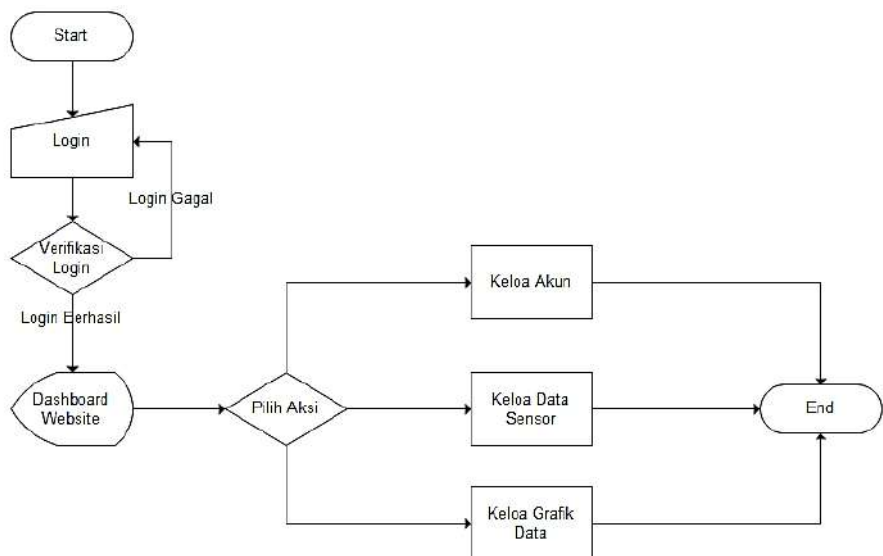 Start
Login
Login Gagal
Verifikasi
Login
Login Berhasil
Dashboard
Website
Pilih Aksi
Keloa Akun
Keloa Data
Sensor
Keloa Grafik
Data
End